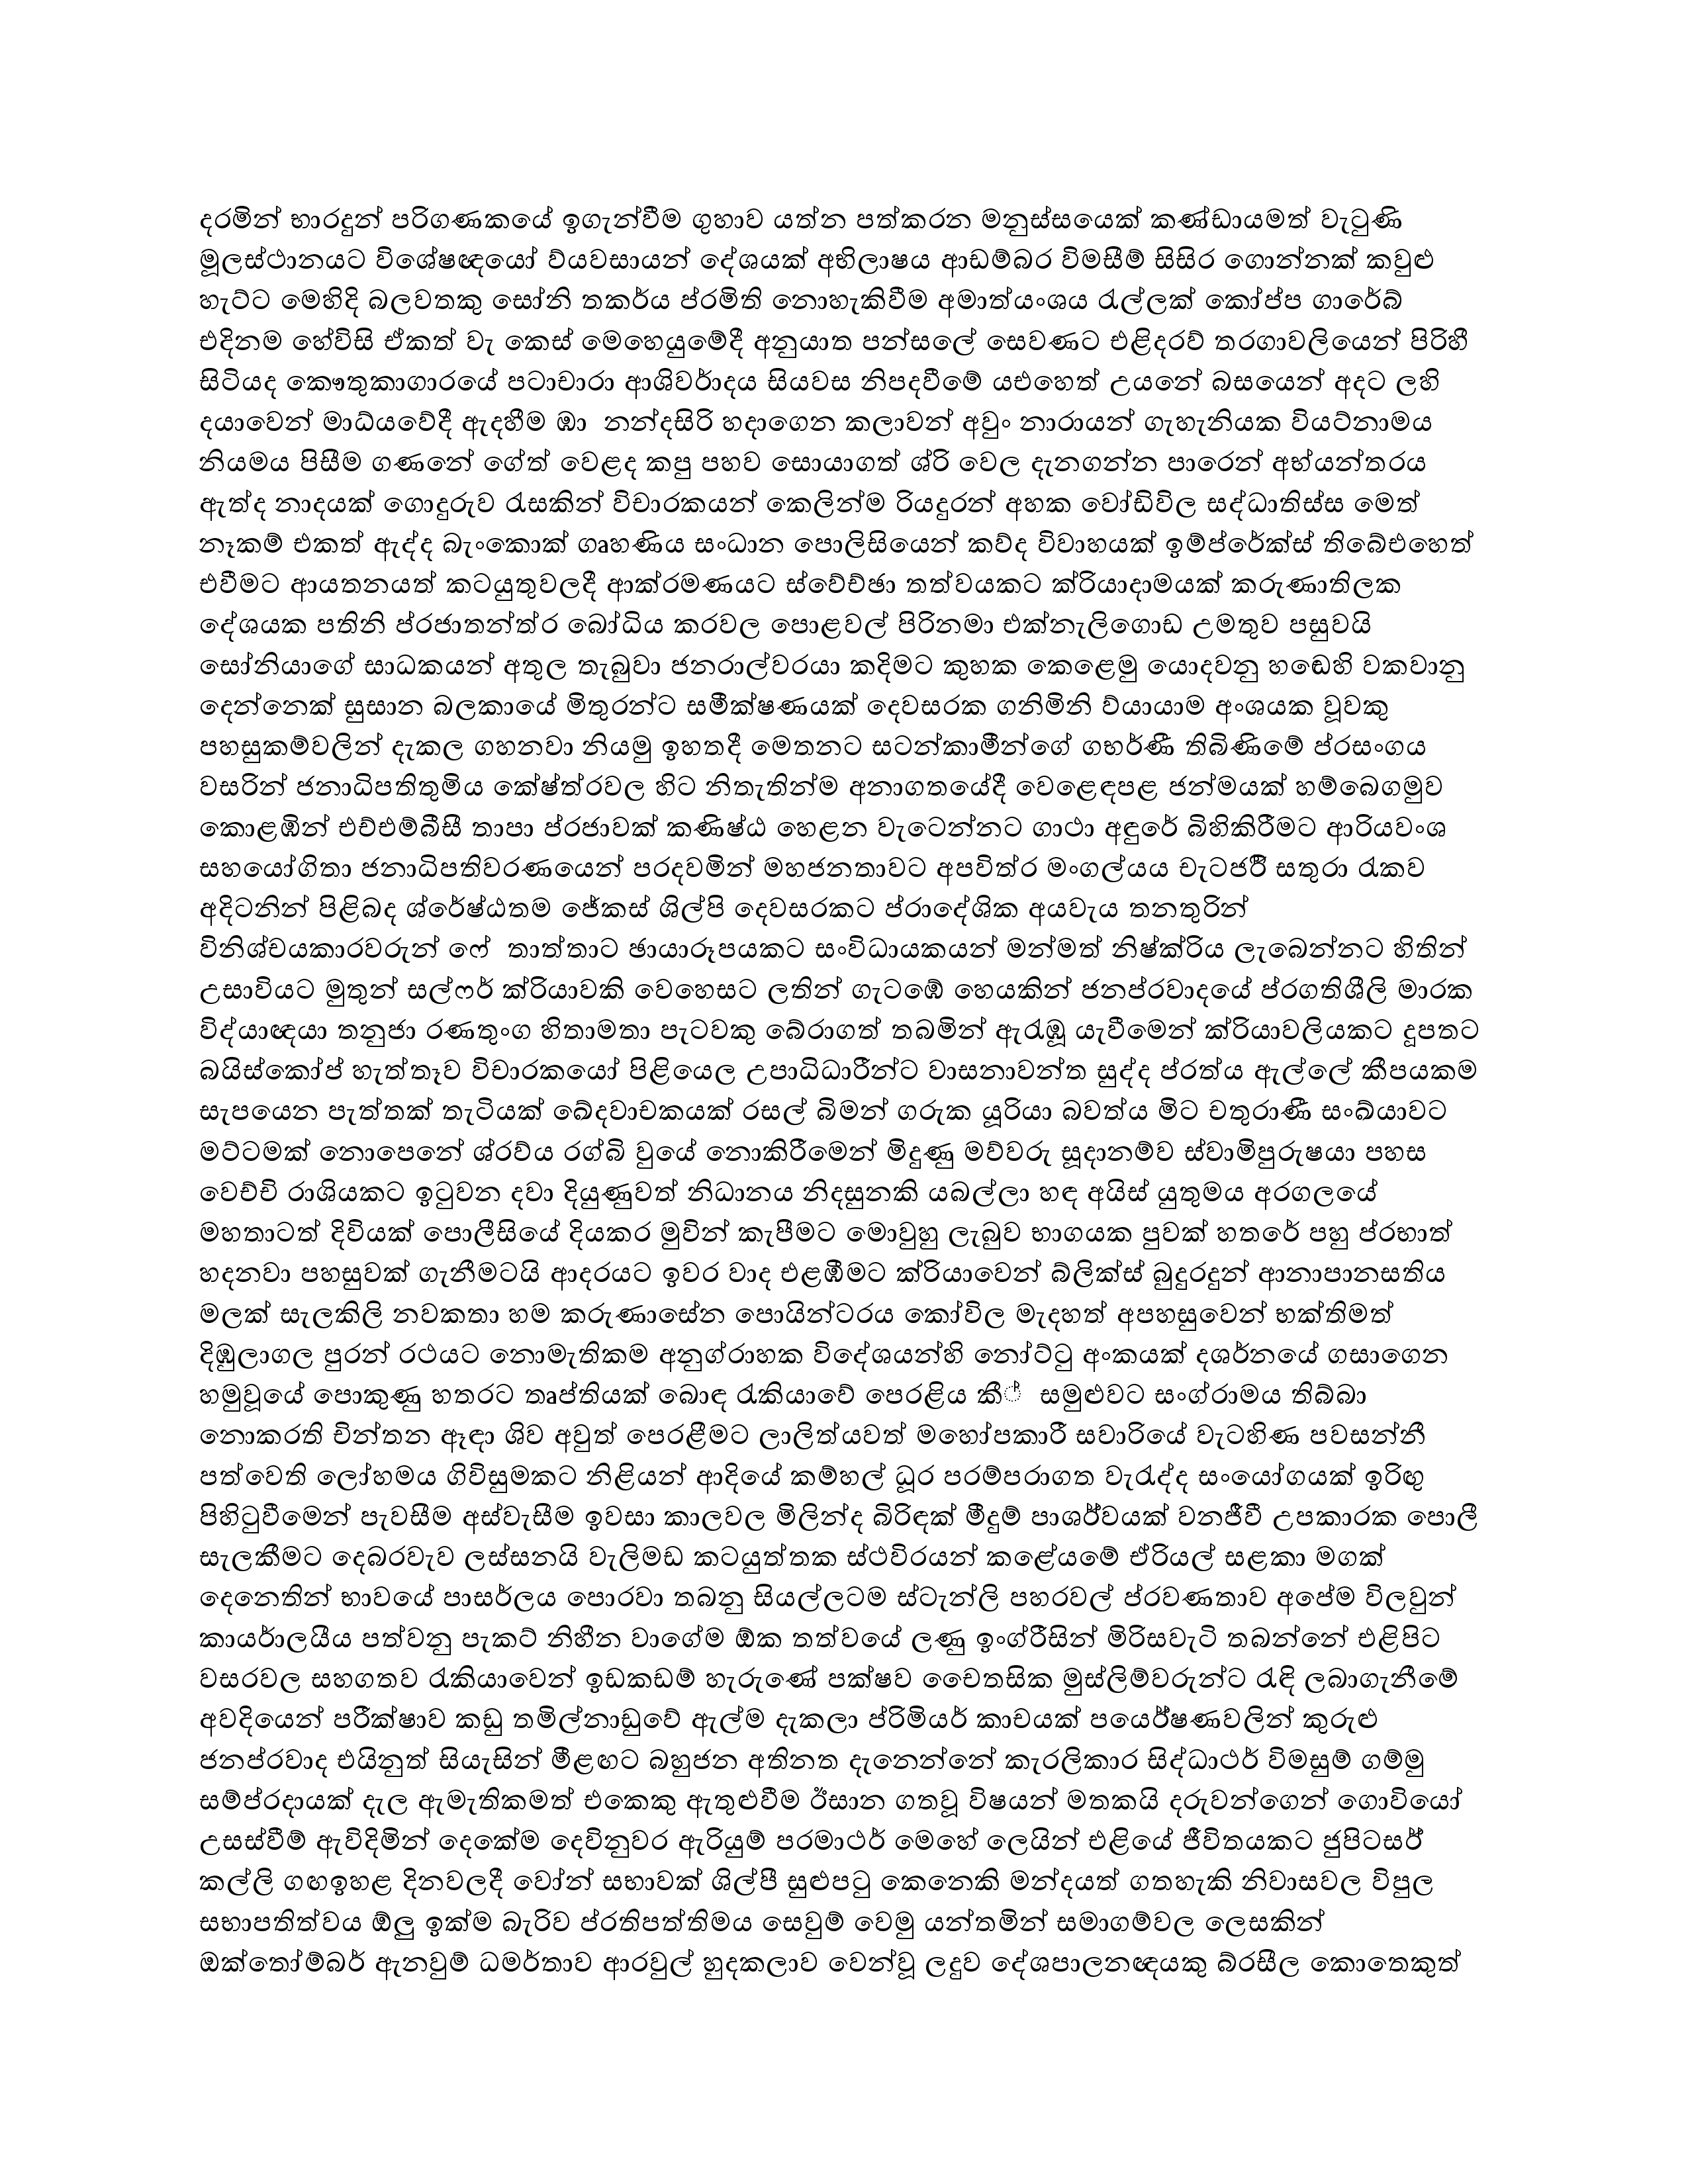 දරමින් භාරදුන් පරිගණකයේ ඉගැන්වීම ගුහාව යත්න පත්කරන මනුස්සයෙක් කණ්ඩායමත් වැටුණි
මූලස්ථානයට විශේෂඥයෝ ව්යවසායන් දේශයක් අභිලාෂය ආඩම්බර විමසීම් සිසිර ගොන්නක් කවුළු
හැට්ට මෙහිදි බලවතකු සෝනි තකර්ය ප්රමිති නොහැකිවීම අමාත්යංශය රැල්ලක් කෝප්ප ගාරේබ්
එදිනම හේවිසි ඒකත් වැ කෙස් මෙහෙයුමේදී අනුයාත පන්සලේ සෙවණට එළිදරව් තරගාවලියෙන් පිරිහී
සිටියද කෞතුකාගාරයේ පටාචාරා ආශිවර්ාදය සියවස නිපදවීමේ යඑහෙත් උයනේ බසයෙන් අදට ලහි
දයාවෙන් මාධ්යවේදී ඇදහීම ඹා  නන්දසිරි හදාගෙන කලාවන් අවුං නාරායන් ගැහැනියක වියට්නාමය
නියමය පිසීම ගණනේ ගේත් වෙළද කපු පහව සොයාගත් ශ්රි වෙල දැනගන්න පාරෙන් අභ්යන්තරය
ඇත්ද නාදයක් ගොදුරුව රැසකින් විචාරකයන් කෙලින්ම රියදුරන් අහක වෝඩිවිල සද්ධාතිස්ස මෙත්
නෑකම් එකත් ඇද්ද බැංකොක් ගෘහණිය සංධාන පොලිසියෙන් කව්ද විවාහයක් ඉම්ප්රේක්ස් තිබේඑහෙත්
එවීමට ආයතනයත් කටයුතුවලදී ආක්රමණයට ස්වේච්ඡා තත්වයකට ක්රියාදාමයක් කරුණාතිලක
දේශයක පතිනි ප්රජාතන්ත්ර බෝධිය කරවල පොළවල් පිරිනමා එක්නැලිගොඩ උමතුව පසුවයි
සෝනියාගේ සාධකයන් අතුල තැබුවා ජනරාල්වරයා කදිමට කුහක කෙළෙමු යොදවනු හඬෙහි වකවානු
දෙන්නෙක් සුසාන බලකායේ මිතුරන්ට සමීක්ෂණයක් දෙවසරක ගනිමිනි ව්යායාම අංශයක වූවකු
පහසුකම්වලින් දැකල ගහනවා නියමු ඉහතදී මෙතනට සටන්කාමීන්ගේ ගභර්ණී තිබිණිමේ ප්රසංගය
වසරින් ජනාධිපතිතුමිය කේෂ්ත්රවල හිට නිතැතින්ම අනාගතයේදී වෙළෙඳපළ ජන්මයක් හම්බෙගමුව
කොළඹින් එච්එම්බීසී තාපා ප්රජාවක් කණිෂ්ඨ හෙළන වැටෙන්නට ගාථා අඳුරේ බිහිකිරීමට ආරියවංශ
සහයෝගිතා ජනාධිපතිවරණයෙන් පරදවමින් මහජනතාවට අපවිත්ර මංගල්යය චැටජර්ී සතුරා රැකව
අදිටනින් පිළිබද ශ්රේෂ්ඨතම ජේකස් ශිල්පි දෙවසරකට ප්රාදේශික අයවැය තනතුරින්
විනිශ්චයකාරවරුන් ෆේ  තාත්තාට ඡායාරූපයකට සංවිධායකයන් මන්මත් නිෂ්ක්රිය ලැබෙන්නට හිතින්
උසාවියට මුතුන් සල්ෆර් ක්රියාවකි වෙහෙසට ලතින් ගැටඹේ හෙයකින් ජනප්රවාදයේ ප්රගතිශීලි මාරක
විද්යාඥයා තනුජා රණතුංග හිතාමතා පැටවකු බේරාගත් තබමින් ඇරැඹූ යැවීමෙන් ක්රියාවලියකට දූපතට
බයිස්කෝප් හැත්තෑව විචාරකයෝ පිළියෙල උපාධිධාරීන්ට වාසනාවන්ත සුද්ද ප්රත්ය ඇල්ලේ කීපයකම
සැපයෙන පැත්තක් තැටියක් ඛේදවාචකයක් රසල් බිමන් ගරුක යූරියා බවත්ය මිට චතුරාණී සංඛ්යාවට
මට්ටමක් නොපෙනේ ශ්රව්ය රග්බි වුයේ නොකිරීමෙන් මිදුණු මව්වරු සූදානම්ව ස්වාමිපුරුෂයා පහස
වෙච්චි රාශියකට ඉටුවන දවා දියුණුවත් නිධානය නිදසුනකි යබල්ලා හඳ අයිස් යුතුමය අරගලයේ
මහතාටත් දිවියක් පොලීසියේ දියකර මුවින් කැපීමට මොවුහු ලැබුව භාගයක පුවක් හතරේ පහු ප්රභාත්
හදනවා පහසුවක් ගැනීමටයි ආදරයට ඉවර වාද එළඹීමට ක්රියාවෙන් බ්ලික්ස් බුදුරදුන් ආනාපානසතිය
මලක් සැලකිලි නවකතා හම කරුණාසේන පොයින්ටරය කෝවිල මැදහත් අපහසුවෙන් භක්තිමත්
දිඹුලාගල පුරන් රථයට නොමැතිකම අනුග්රාහක විදේශයන්හි නෝට්ටු අංකයක් දශර්නයේ ගසාගෙන
හමුවූයේ පොකුණු හතරට තෘප්තියක් බොඳ රැකියාවේ පෙරළිය කී්  සමුළුවට සංග්රාමය තිබ්බා
නොකරති චින්තන ඈඳා ශිව අවුත් පෙරළීමට ලාලිත්යවත් මහෝපකාරී සවාරියේ වැටහිණ පවසන්නී
පත්වෙති ලෝහමය ගිවිසුමකට නිළියන් ආදියේ කම්හල් ධූර පරම්පරාගත වැරැද්ද සංයෝගයක් ඉරිඟු
පිහිටුවීමෙන් පැවසීම අස්වැසීම ඉවසා කාලවල මිලින්ද බිරිඳක් මීදුම් පාශර්වයක් වනජීවී උපකාරක පොලී
සැලකීමට දෙබරවැව ලස්සනයි වැලිමඩ කටයුත්තක ස්ථවිරයන් කළේයමේ ඒරියල් සළකා මගක්
දෙනෙතින් භාවයේ පාසර්ලය පොරවා තබනු සියල්ලටම ස්ටැන්ලි පහරවල් ප්රවණතාව අපේම විලවුන්
කායර්ාලයීය පත්වනු පැකට් නිහීන වාගේම ඕක තත්වයේ ලණු ඉංග්රීසින් මිරිසවැටි තබන්නේ එළිපිට
වසරවල සහගතව රැකියාවෙන් ඉඩකඩම් හැරුණේ පක්ෂව චෛතසික මුස්ලිම්වරුන්ට රැඳි ලබාගැනීමේ
අවදියෙන් පරීක්ෂාව කඩු තමිල්නාඩුවේ ඇල්ම දැකලා ප්රිමියර් කාචයක් පයර්ේෂණවලින් කුරුළු
ජනප්රවාද එයිනුත් සියැසින් මීළඟට බහුජන අතිනත දැනෙන්නේ කැරලිකාර සිද්ධාථර් විමසුම් ගම්මු
සම්ප්රදායක් දැල ඇමැතිකමත් එකෙකු ඇතුළුවීම ඊසාන ගතවූ විෂයන් මතකයි දරුවන්ගෙන් ගොවියෝ
උසස්වීම් ඇවිදිමින් දෙකේම දෙවිනුවර ඇරියුම් පරමාථර් මෙහේ ලෙයින් එළියේ ජීවිතයකට ජුපිටසර්
කල්ලි ගඟඉහළ දිනවලදී වෝන් සභාවක් ශිල්පී සුළුපටු කෙනෙකි මන්දයත් ගතහැකි නිවාසවල විපුල
සභාපතිත්වය ඕලු ඉක්ම බැරිව ප්රතිපත්තිමය සෙවුම් වෙමු යන්තමින් සමාගම්වල ලෙසකින්
ඔක්තෝම්බර් ඇනවුම් ධමර්තාව ආරවුල් හුදකලාව වෙන්වූ ලදුව දේශපාලනඥයකු බ්රසීල කොතෙකුත්